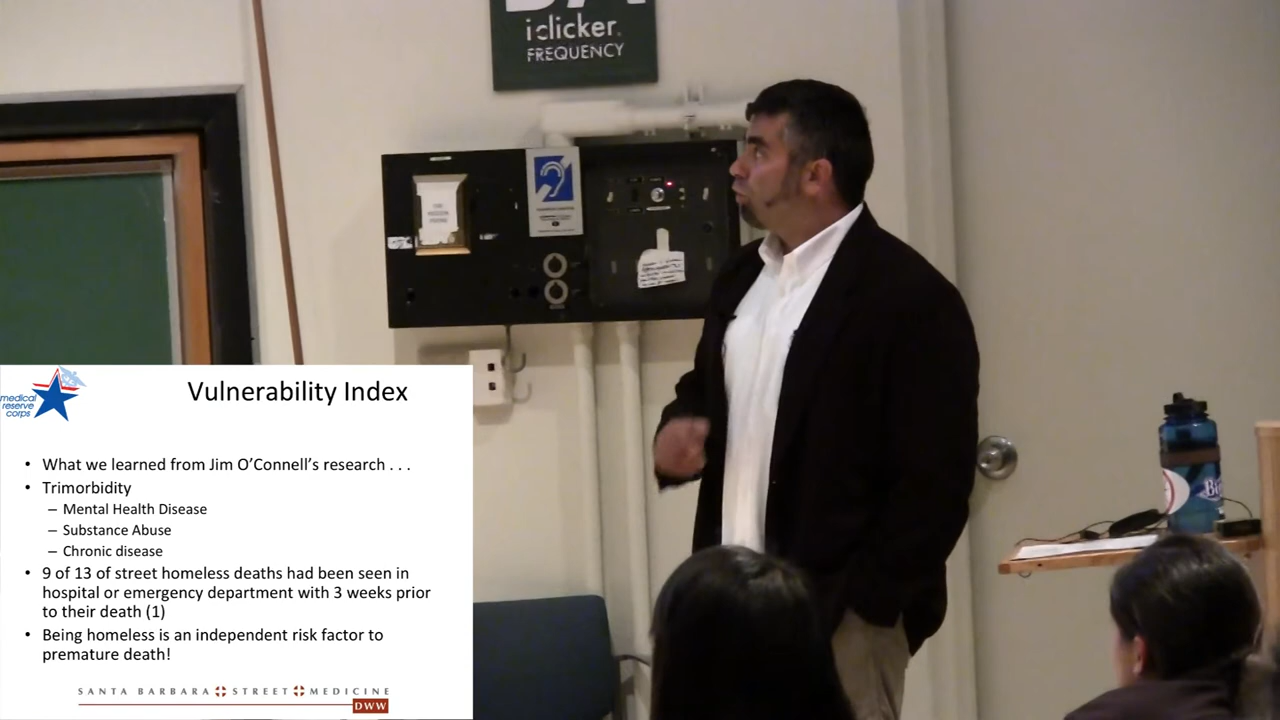 iclicker.
FREQUENCY
medical
reserve
corps
Vulnerability Index
• What we learned from Jim O'Connell's research . . .
• Trimorbidity
– Mental Health Disease
– Substance Abuse
– Chronic disease
• 9 of 13 of street homeless deaths had been seen in
hospital or emergency department with 3 weeks prior
to their death (1)
• Being homeless is an independent risk factor to
premature death!
SANTA BARBARA STREET MEDICINE
DWW